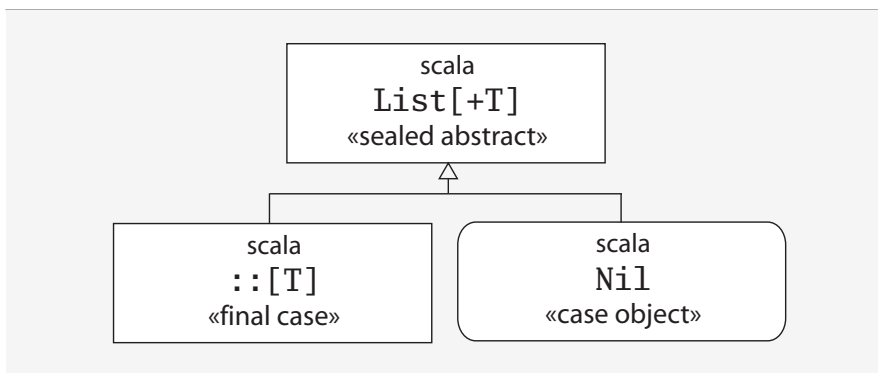 scala
List[+T]
«sealed abstract»
scala
::[T]
«final case»
scala
Nil
«case object»